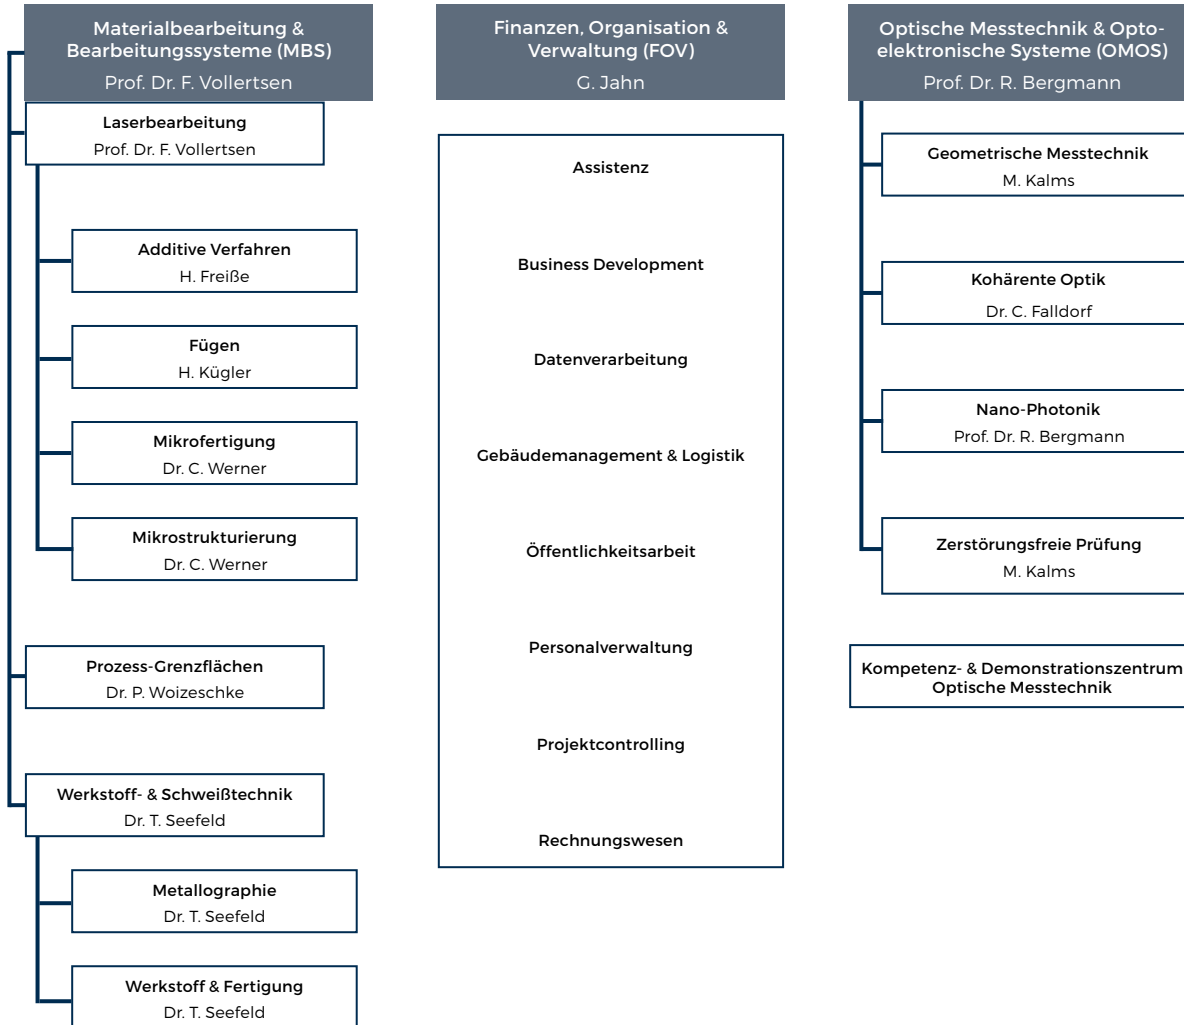 Materialbearbeitung &
Bearbeitungssysteme (MBS)
Prof. Dr. F. Vollertsen
Laserbearbeitung
Prof. Dr. F. Vollertsen
Additive Verfahren
H. Freiße
Fügen
H. Kügler
Mikrofertigung
Dr. C. Werner
Mikrostrukturierung
Dr. C. Werner
Prozess-Grenzflächen
Dr. P. Woizeschke
Werkstoff- & Schweißtechnik
Dr. T. Seefeld
Metallographie
Dr. T. Seefeld
Werkstoff & Fertigung
Dr. T. Seefeld
Finanzen, Organisation &
Verwaltung (FOV)
G. Jahn
Assistenz
Business Development
Datenverarbeitung
Gebäudemanagement & Logistik
Öffentlichkeitsarbeit
Personalverwaltung
Projektcontrolling
Rechnungswesen
Optische Messtechnik & Opto-
elektronische Systeme (OMOS)
Prof. Dr. R. Bergmann
Geometrische Messtechnik
M. Kalms
Kohärente Optik
Dr. C. Falldorf
Nano-Photonik
Prof. Dr. R. Bergmann
Zerstörungsfreie Prüfung
M. Kalms
Kompetenz- & Demonstrationszentrum
Optische Messtechnik